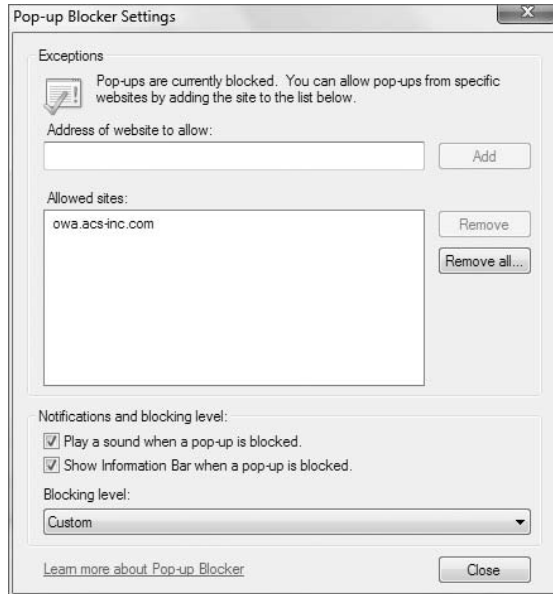 Pop-up Blocker Settings
Exceptions
Pop-ups are currently blocked. You can allow pop-ups from specific
websites by adding the site to the list below.
Address of website to allow:
Add
Allowed sites:
owa.acs-inc.com
Remove
Remove all...
Notifications and blocking level:
Play a sound when a pop-up is blocked.
Show Information Bar when a pop-up is blocked.
Blocking level:
Custom
Learn more about Pop-up Blocker
Close